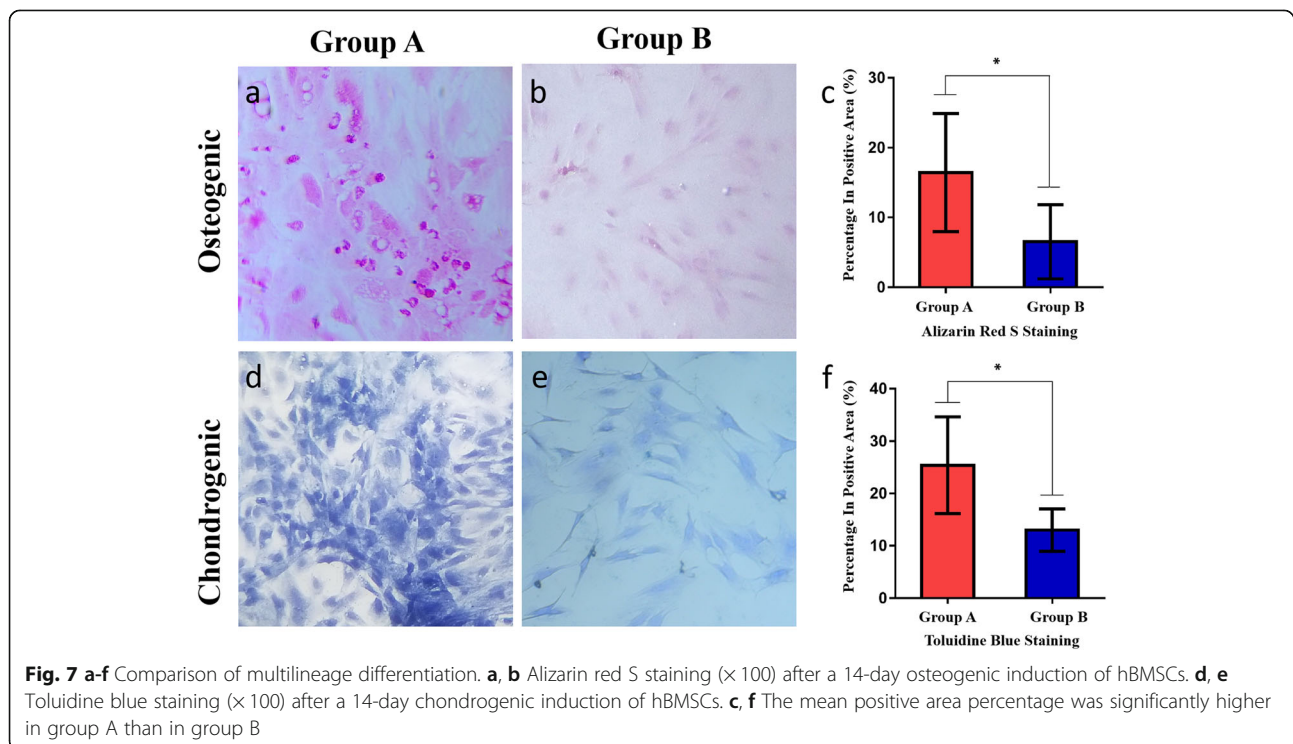 Group A
Group B
Osteogenic
a
b
c
*
Percentage In Positive Area (%)
30
20
10
0
Group A
Group B
Alizarin Red S Staining
Chondrogenic
d
e
f
*
Percentage In Positive Area (%)
40
30
20
10
0
Group A
Group B
Toluidine Blue Staining
Fig. 7 a-f Comparison of multilineage differentiation. a, b Alizarin red S staining (× 100) after a 14-day osteogenic induction of hBMSCs. d, e
Toluidine blue staining (× 100) after a 14-day chondrogenic induction of hBMSCs. c, f The mean positive area percentage was significantly higher
in group A than in group B